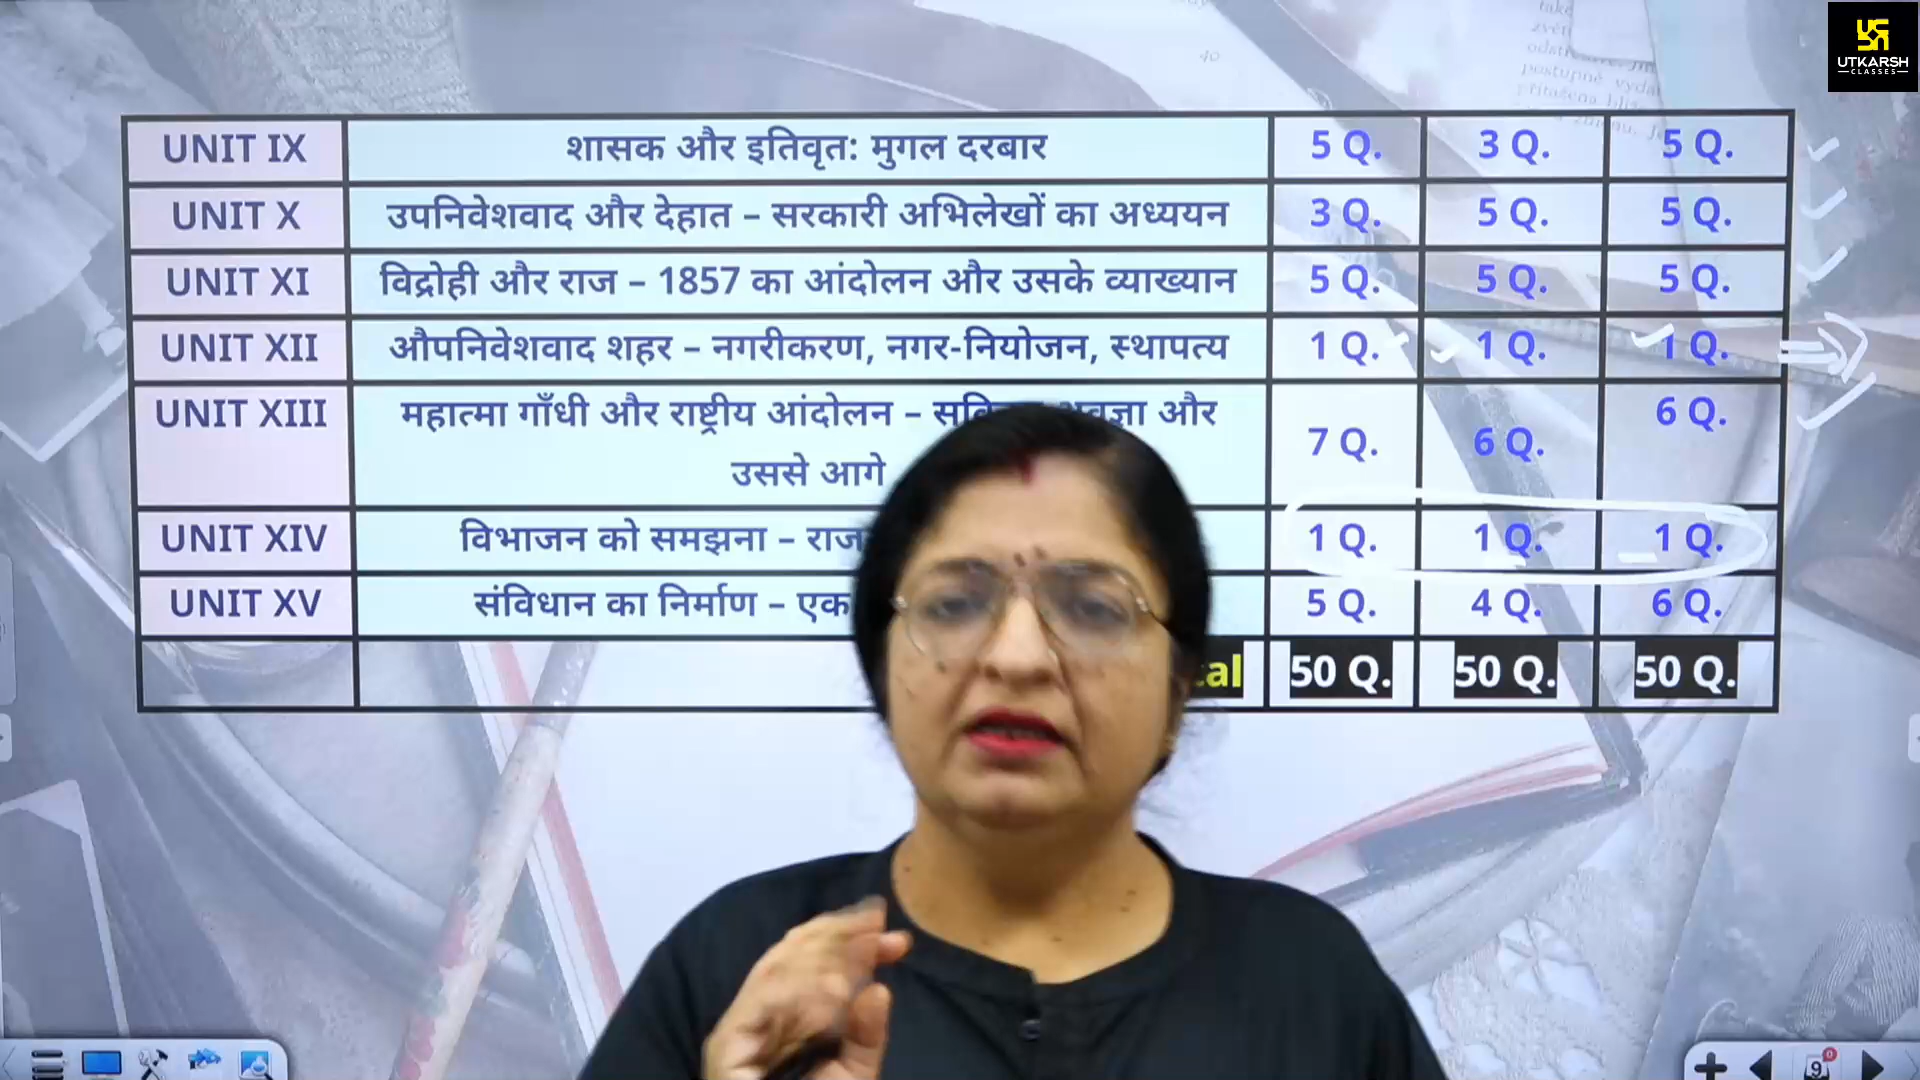 UTKARSH
CLASSES
UNIT IX शासक और इतिवृत: मुगल दरबार 5 Q. 3 Q. 5 Q.
UNIT X उपनिवेशवाद और देहात – सरकारी अभिलेखों का अध्ययन 3 Q. 5 Q. 5 Q.
UNIT XI विद्रोही और राज – 1857 का आंदोलन और उसके व्याख्यान 5 Q. 5 Q. 5 Q.
UNIT XII औपनिवेशवाद शहर – नगरीकरण, नगर-नियोजन, स्थापत्य 1 Q. 1 Q. 1 Q.
UNIT XIII महात्मा गाँधी और राष्ट्रीय आंदोलन – और 7 Q. 6 Q. 6 Q.
उससे आगे
UNIT XIV विभाजन को समझना – 1 Q. 1 Q. 1 Q.
UNIT XV संविधान का निर्माण – एक 5 Q. 4 Q. 6 Q.
50 Q. 50 Q. 50 Q.
9